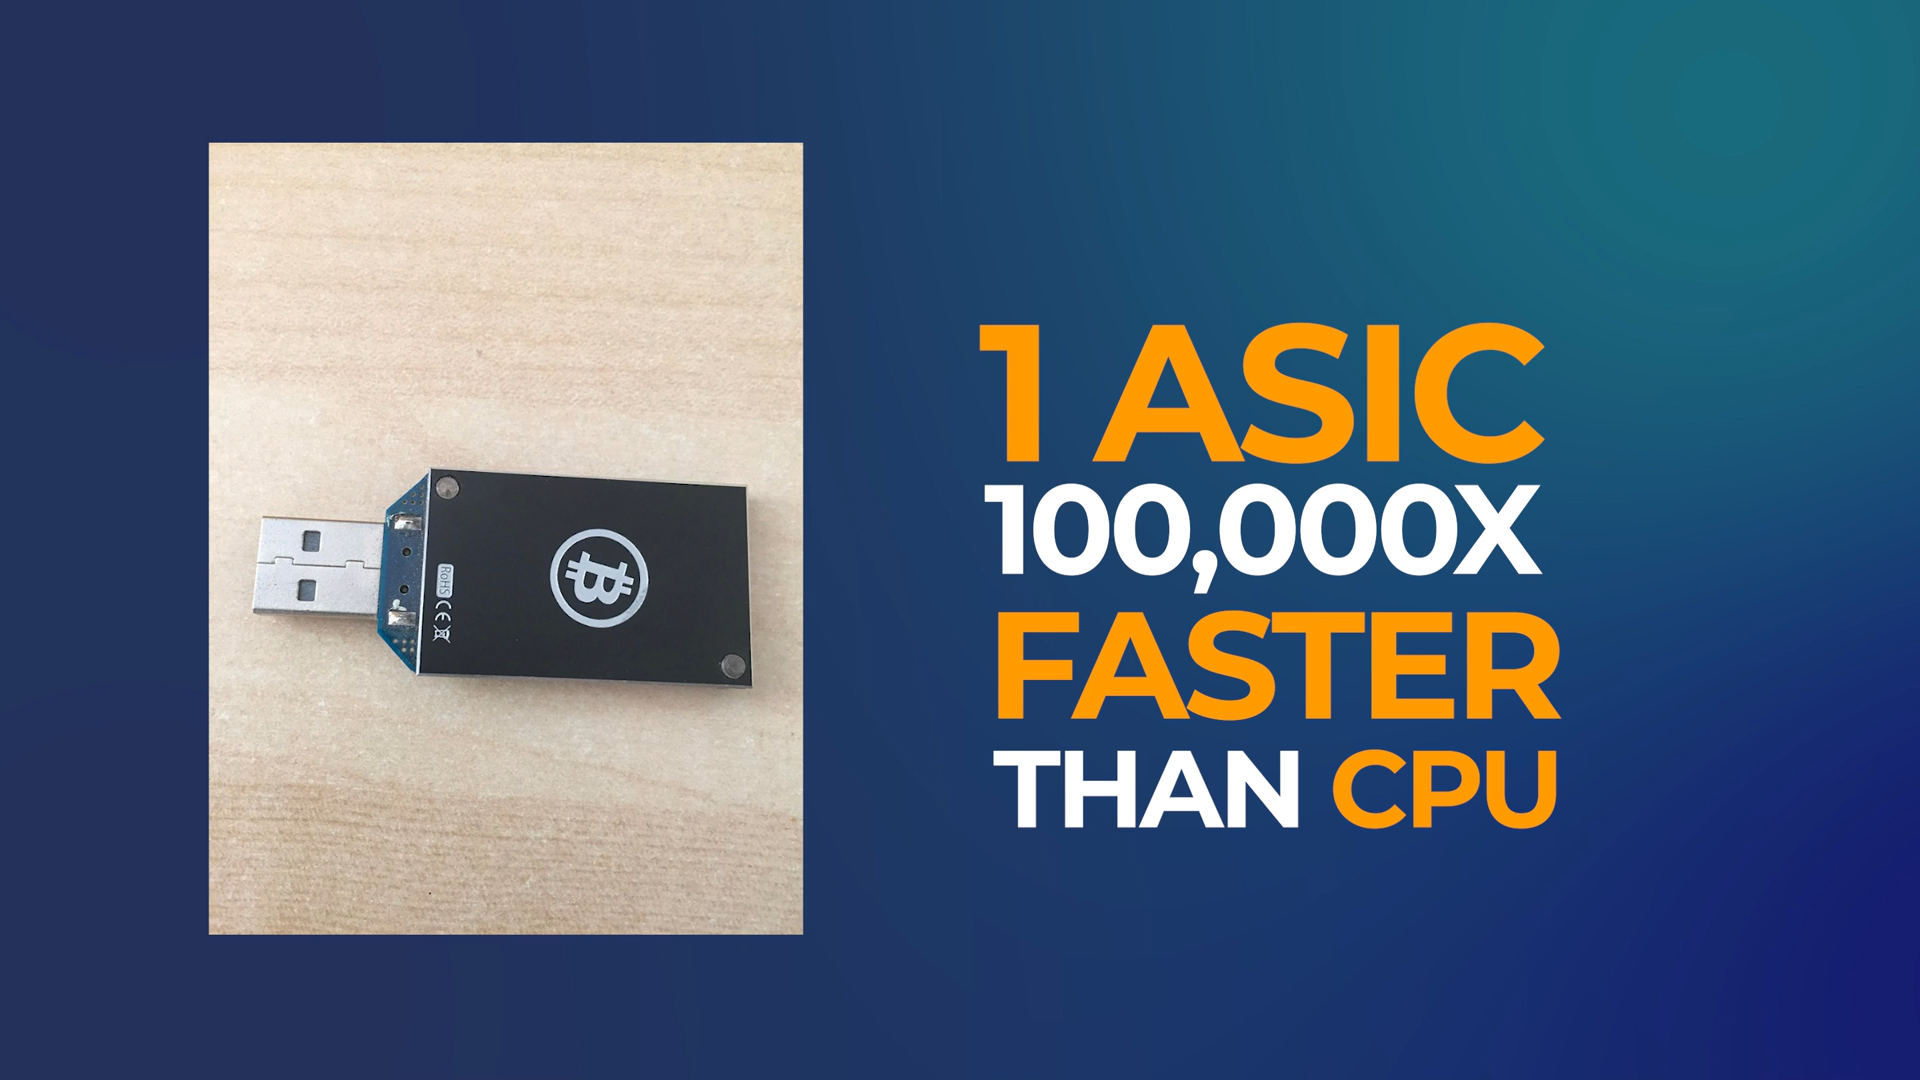 1 ASIC
100,000X
FASTER
THAN CPU
RoHS CE